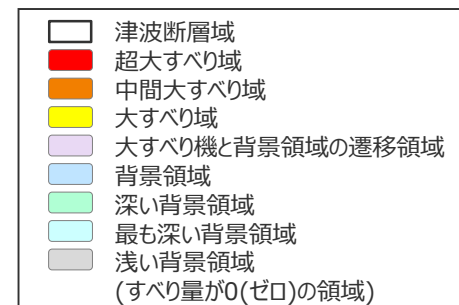 津波断層域
超大すべり域
中間大すべり域
大すべり域
大すべり機と背景領域の遷移領域
背景領域
深い背景領域
最も深い背景領域
浅い背景領域
(すべり量が0(ゼロ)の領域)